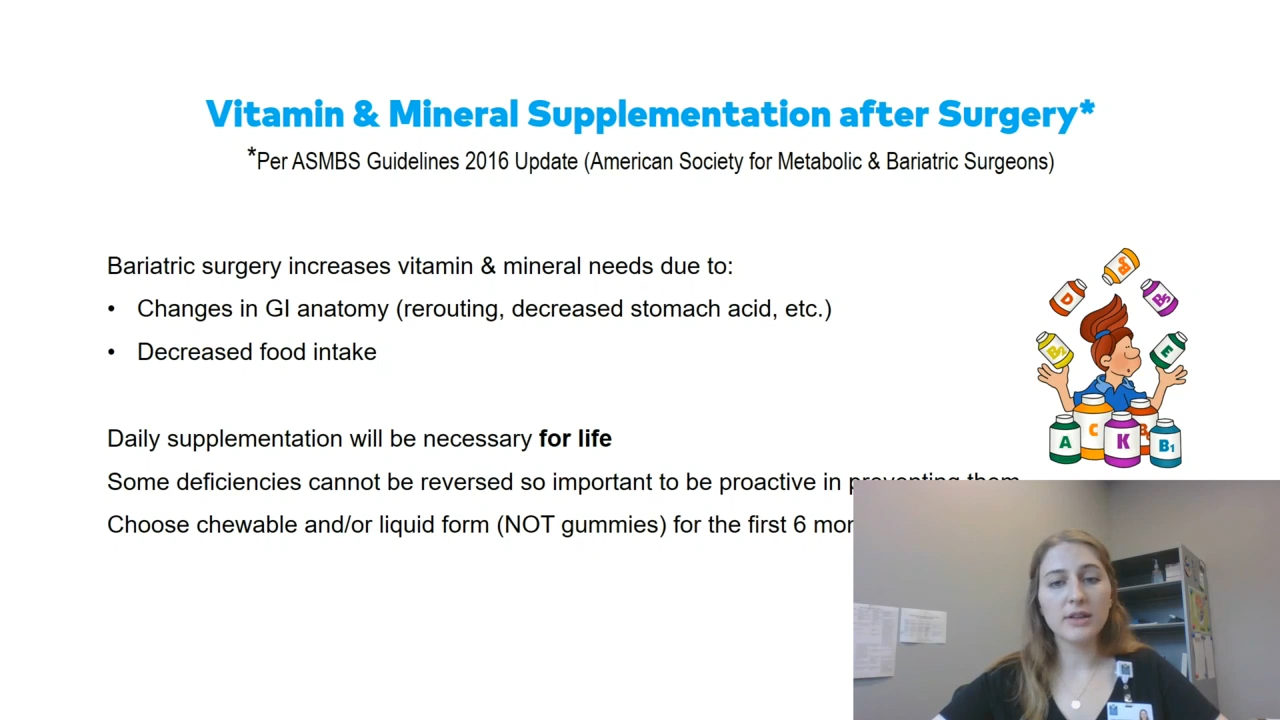 Vitamin & Mineral Supplementation after Surgery*
*Per ASMBS Guidelines 2016 Update (American Society for Metabolic & Bariatric Surgeons)
Bariatric surgery increases vitamin & mineral needs due to:
• Changes in GI anatomy (rerouting, decreased stomach acid, etc.)
• Decreased food intake
Daily supplementation will be necessary for life
Some deficiencies cannot be reversed so important to be proactive in preventing them
Choose chewable and/or liquid form (NOT gummies) for the first 6
D
B5
E
A
C
K
B1